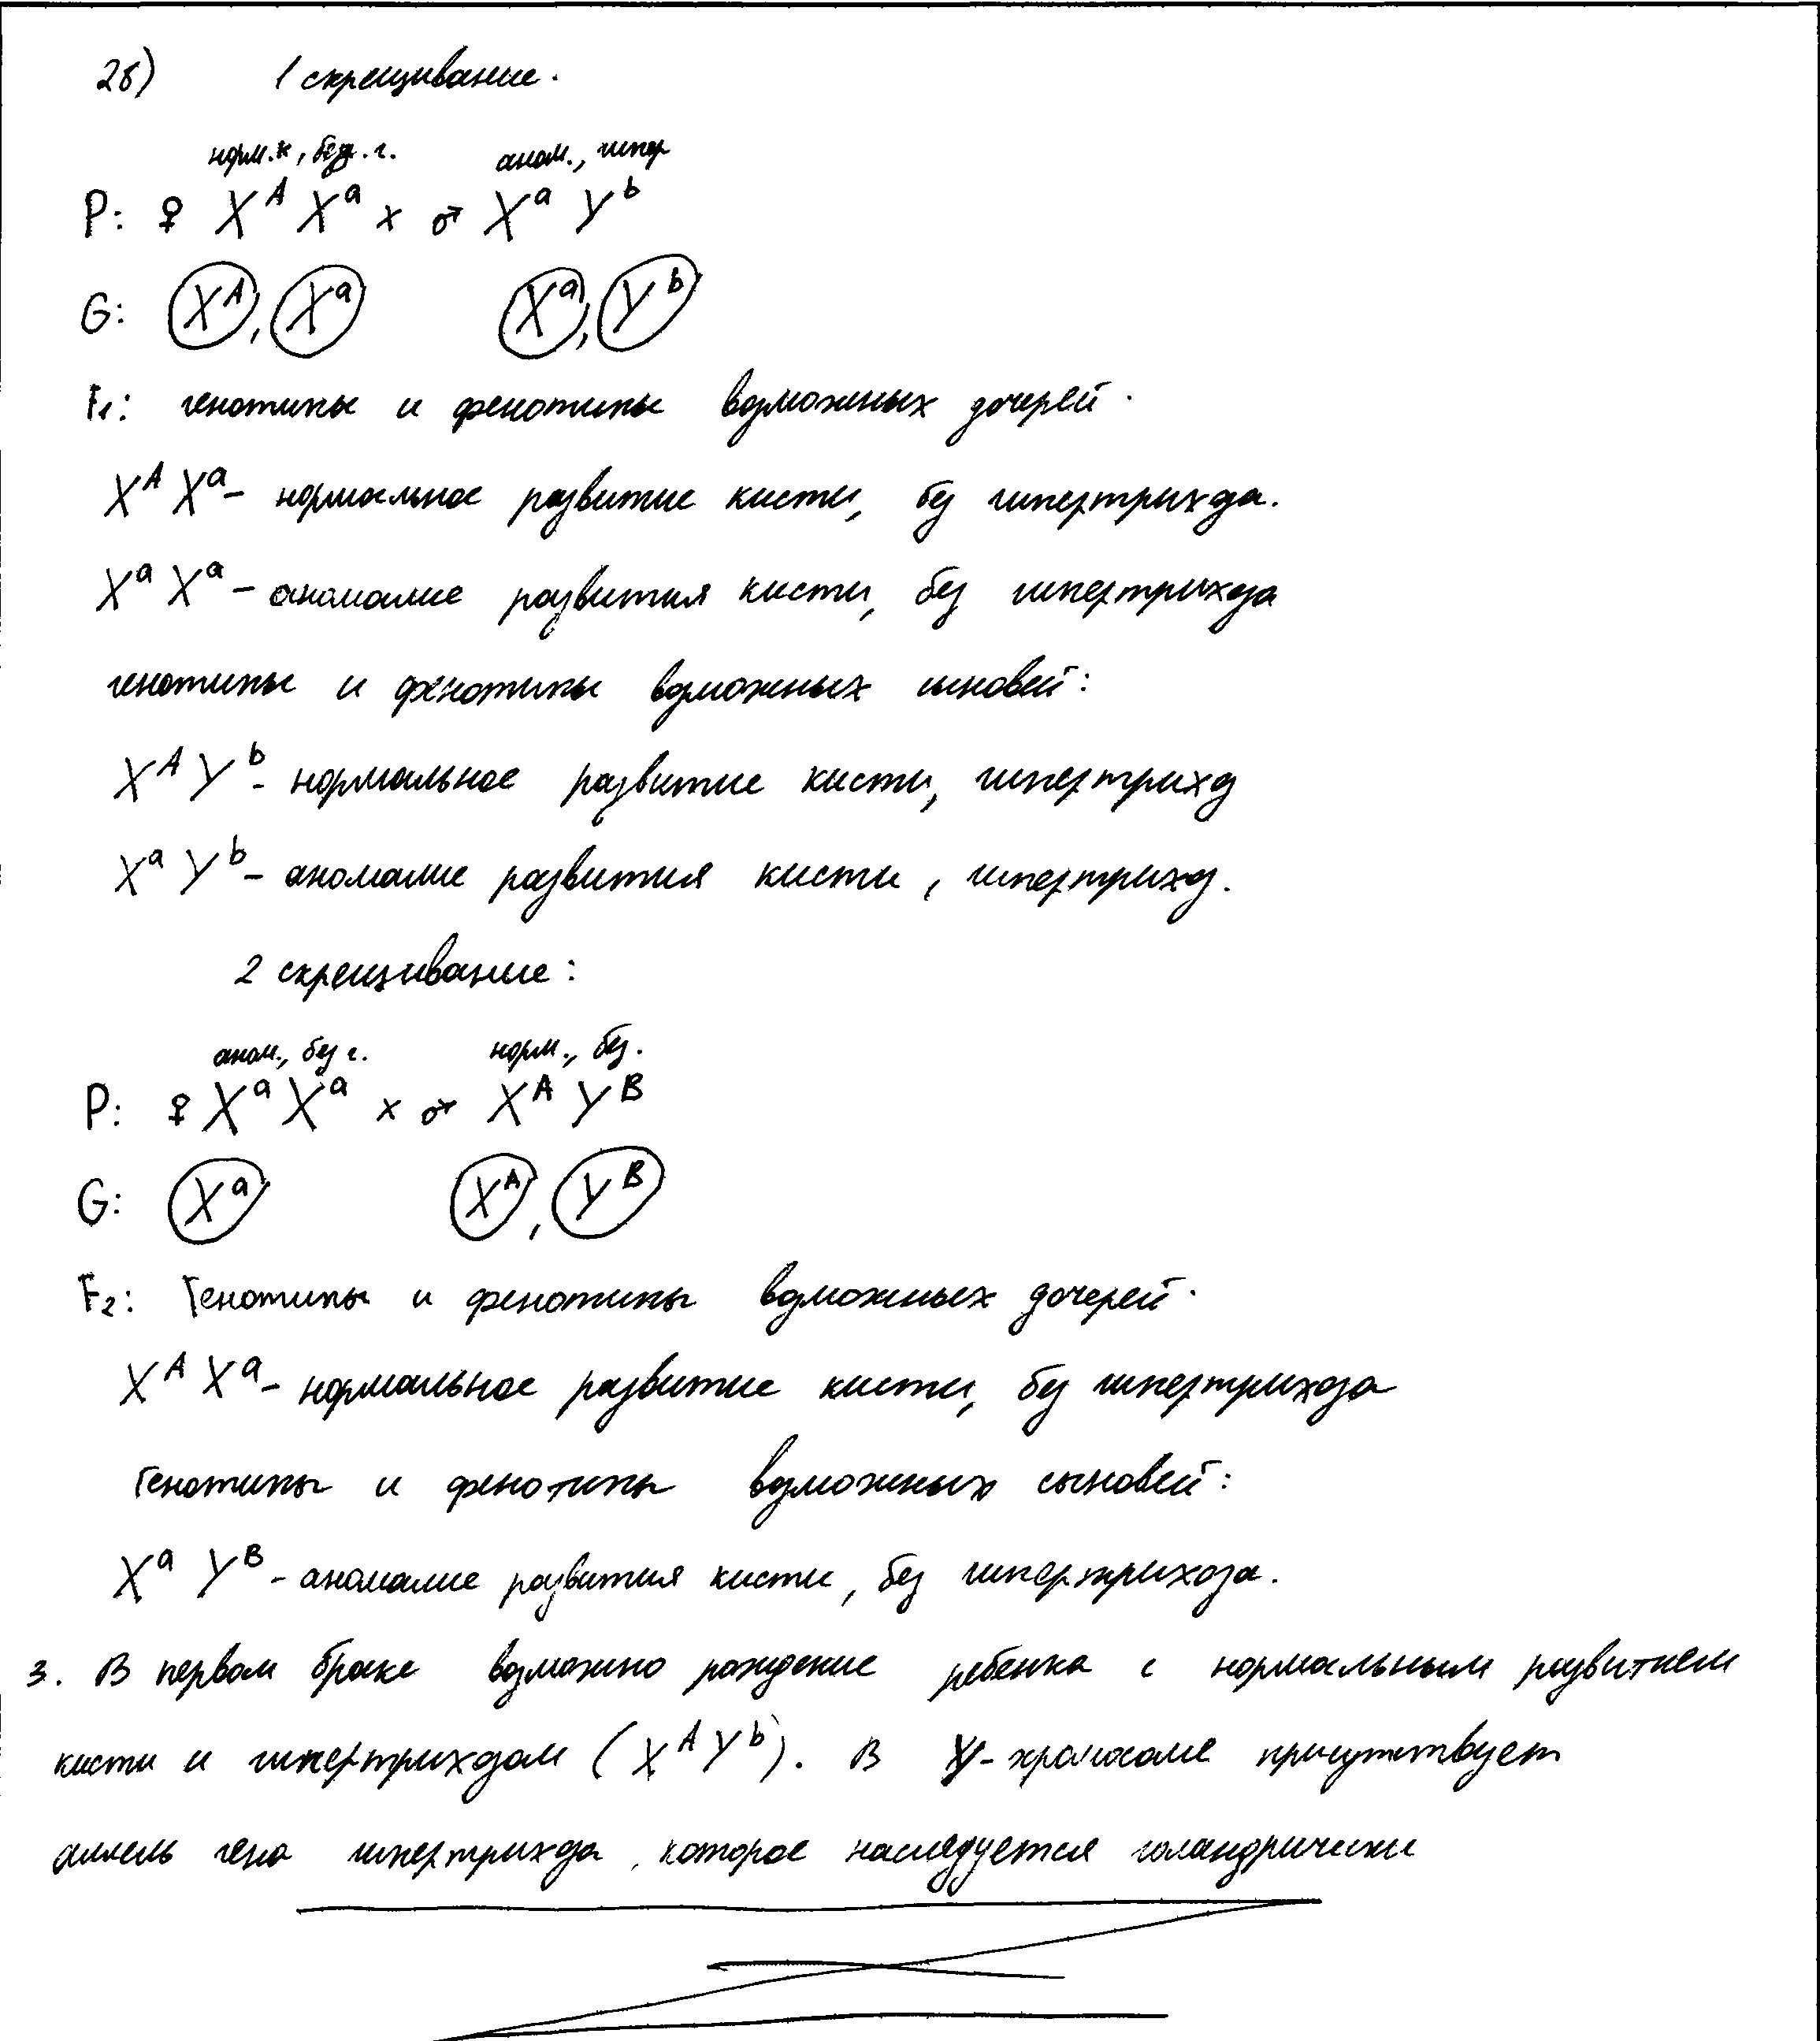 28) 1 скрещивание.
норм.к, без. г. аном., гипер
P: ♀ X^A X^a x ♂ X^a Y^b
G: X^A, X^a X^a, Y^b
F1: генотипы и фенотипы возможных дочерей.
X^A X^a - нормальное развитие кисти, без гипертрихоза.
X^a X^a - аномалие развития кисти, без гипертрихоза
генотипы и фенотипы возможных сыновей:
X^A Y^b - нормальное развитие кисти, гипертрихоз
X^a Y^b - аномалие развития кисти, гипертрихоз.
2 скрещивание:
аном., без г. норм., без.
P: ♀ X^a X^a x ♂ X^A Y^B
G: X^a X^A, Y^B
F2: Генотипы и фенотипы возможных дочерей.
X^A X^a - нормальное развитие кисти, без гипертрихоза
Генотипы и фенотипы возможных сыновей:
X^a Y^B - аномалие развития кисти, без гипертрихоза.
3. В первом браке возможно рождение ребенка с нормальным развитием
кисти и гипертрихозом (X^A Y^b). В Y-хромосоме присутствует
аллель гена гипертрихоза, которое наследуется голандрически